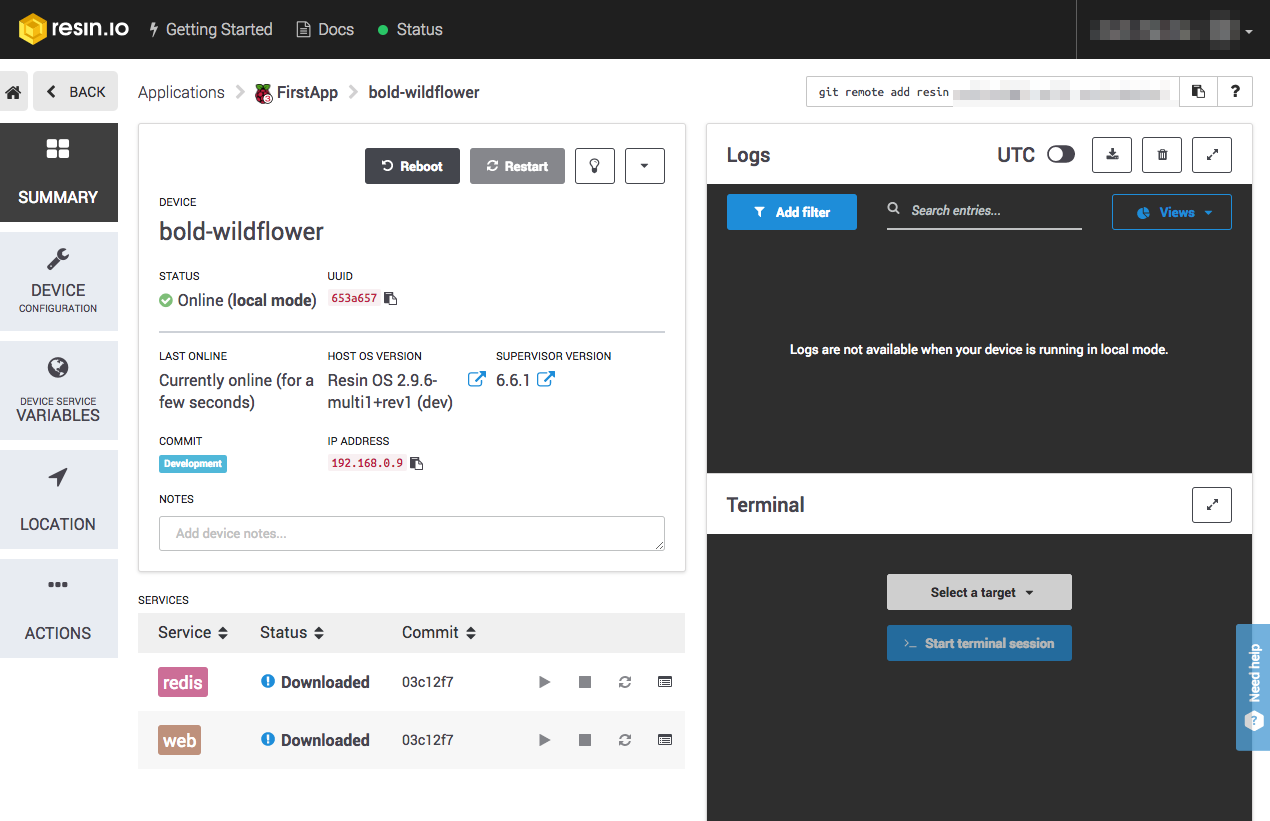 resin.io
Getting Started
Docs
Status
BACK
Applications
FirstApp
bold-wildflower
git remote add resin
?
SUMMARY
DEVICE
CONFIGURATION
DEVICE SERVICE
VARIABLES
LOCATION
ACTIONS
Reboot
Restart
DEVICE
bold-wildflower
STATUS
UUID
Online (local mode)
653a657
LAST ONLINE
HOST OS VERSION
SUPERVISOR VERSION
Currently online (for a
few seconds)
Resin OS 2.9.6-
multi1+rev1 (dev)
6.6.1
COMMIT
IP ADDRESS
Development
192.168.0.9
NOTES
Add device notes...
SERVICES
Service
Status
Commit
redis
Downloaded
03c12f7
web
Downloaded
03c12f7
Logs
UTC
Add filter
Search entries...
Views
Logs are not available when your device is running in local mode.
Terminal
Select a target
>_ Start terminal session
Need help
?